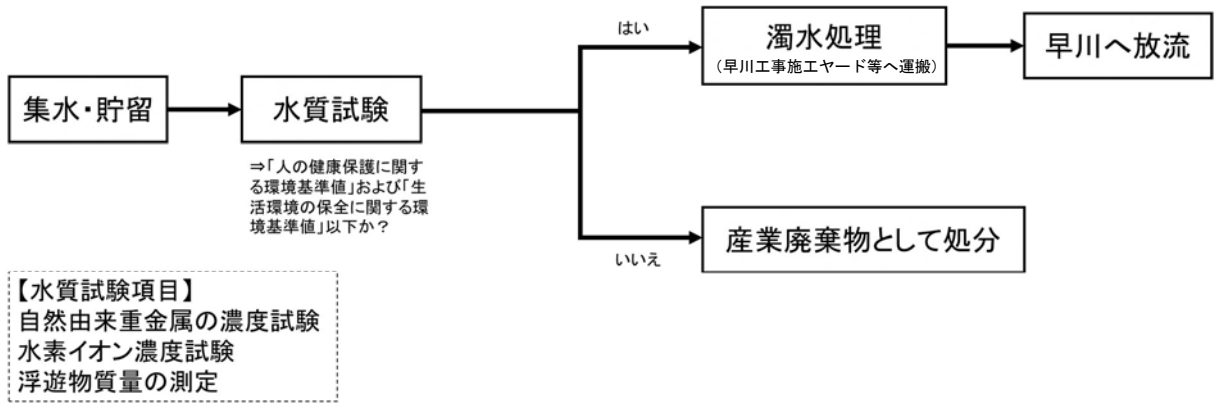 集水・貯留
水質試験
⇒「人の健康保護に関す
る環境基準値」および「生
活環境の保全に関する環
境基準値」以下か？
はい
濁水処理
（早川工事施工ヤード等へ運搬）
早川へ放流
いいえ
産業廃棄物として処分
【水質試験項目】
自然由来重金属の濃度試験
水素イオン濃度試験
浮遊物質量の測定